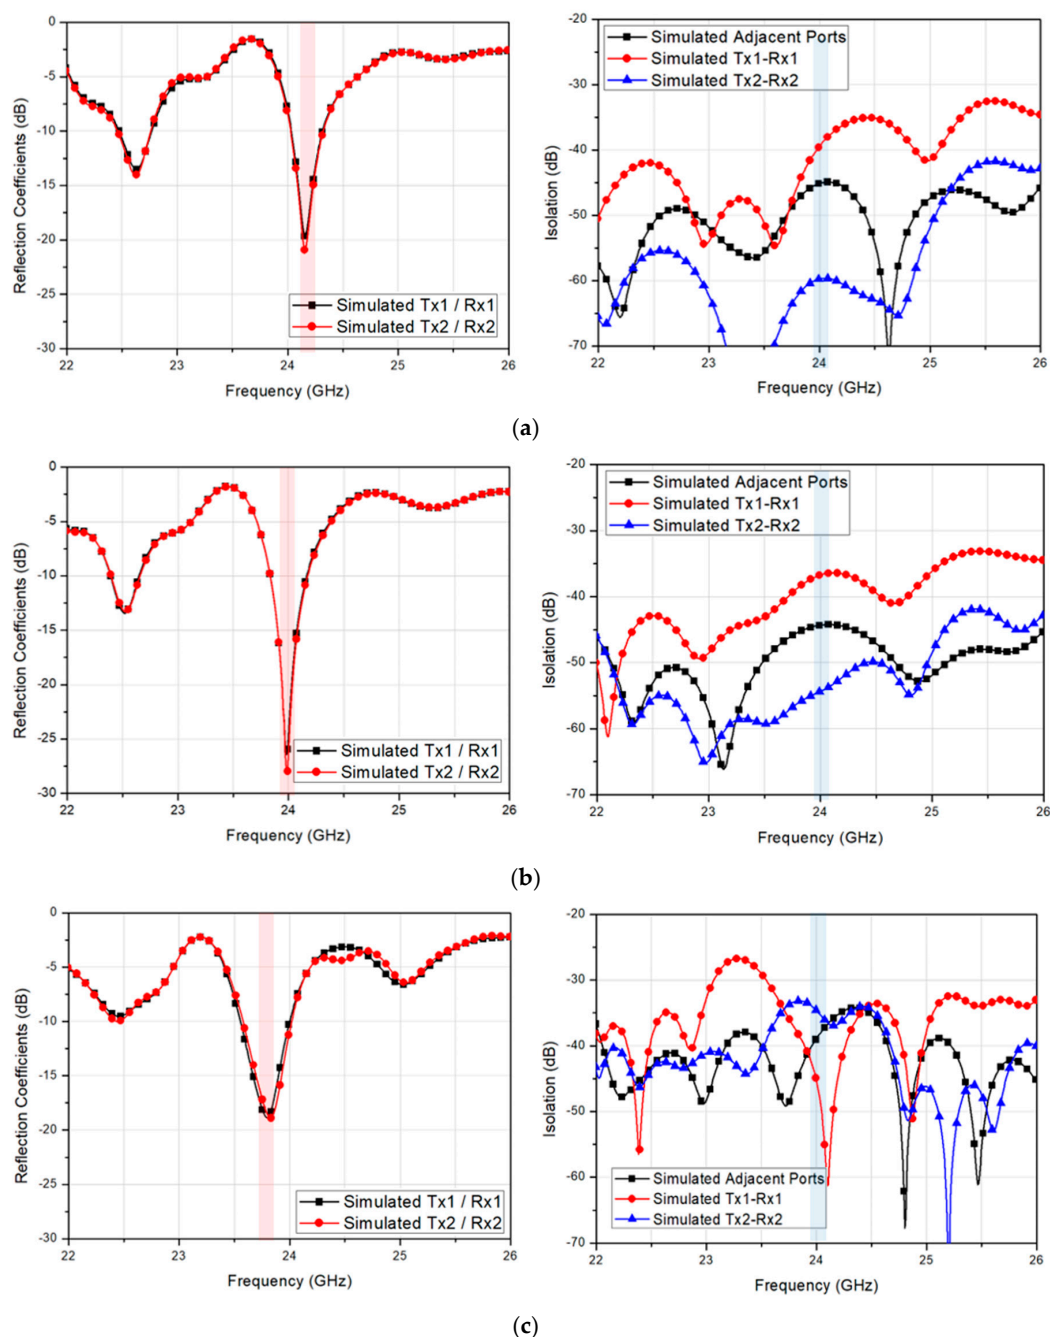 0
-5
-10
-15
-20
-25
-30
Reflection Coefficients (dB)
Simulated Tx1 / Rx1
Simulated Tx2 / Rx2
22 23 24 25 26
Frequency (GHz)
-20
-30
-40
-50
-60
-70
Isolation (dB)
Simulated Adjacent Ports
Simulated Tx1-Rx1
Simulated Tx2-Rx2
22 23 24 25 26
Frequency (GHz)
(a)
0
-5
-10
-15
-20
-25
-30
Reflection Coefficients (dB)
Simulated Tx1 / Rx1
Simulated Tx2 / Rx2
22 23 24 25 26
Frequency (GHz)
-20
-30
-40
-50
-60
-70
Isolation (dB)
Simulated Adjacent Ports
Simulated Tx1-Rx1
Simulated Tx2-Rx2
22 23 24 25 26
Frequency (GHz)
(b)
0
-5
-10
-15
-20
-25
-30
Reflection Coefficients (dB)
Simulated Tx1 / Rx1
Simulated Tx2 / Rx2
22 23 24 25 26
Frequency (GHz)
-20
-30
-40
-50
-60
-70
Isolation (dB)
Simulated Adjacent Ports
Simulated Tx1-Rx1
Simulated Tx2-Rx2
22 23 24 25 26
Frequency (GHz)
(c)